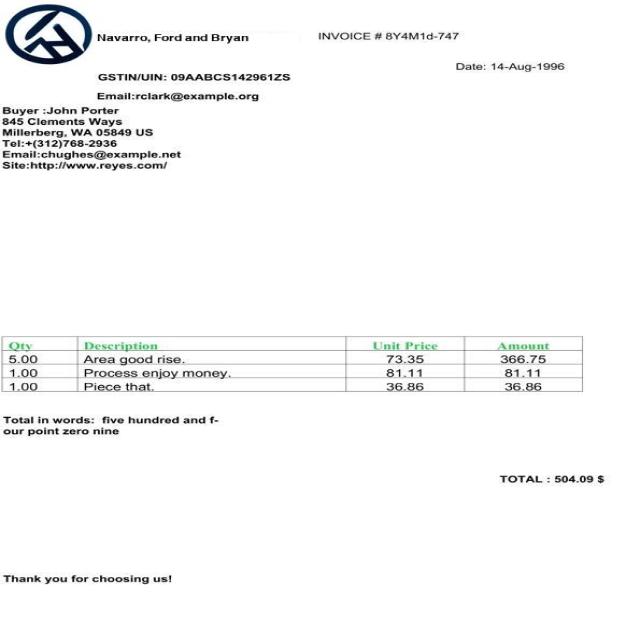 Navarro, Ford and Bryan
INVOICE # 8Y4M1d-747
Date: 14-Aug-1996
GSTIN/UIN: 09AABCS142961ZS
Email:rclark@example.org
Buyer :John Porter
845 Clements Ways
Millerberg, WA 05849 US
Tel:+(312)768-2936
Email:chughes@example.net
Site:http://www.reyes.com/
Qty Description Unit Price Amount
5.00 Area good rise. 73.35 366.75
1.00 Process enjoy money. 81.11 81.11
1.00 Piece that. 36.86 36.86
Total in words: five hundred and f-
our point zero nine
TOTAL : 504.09 $
Thank you for choosing us!